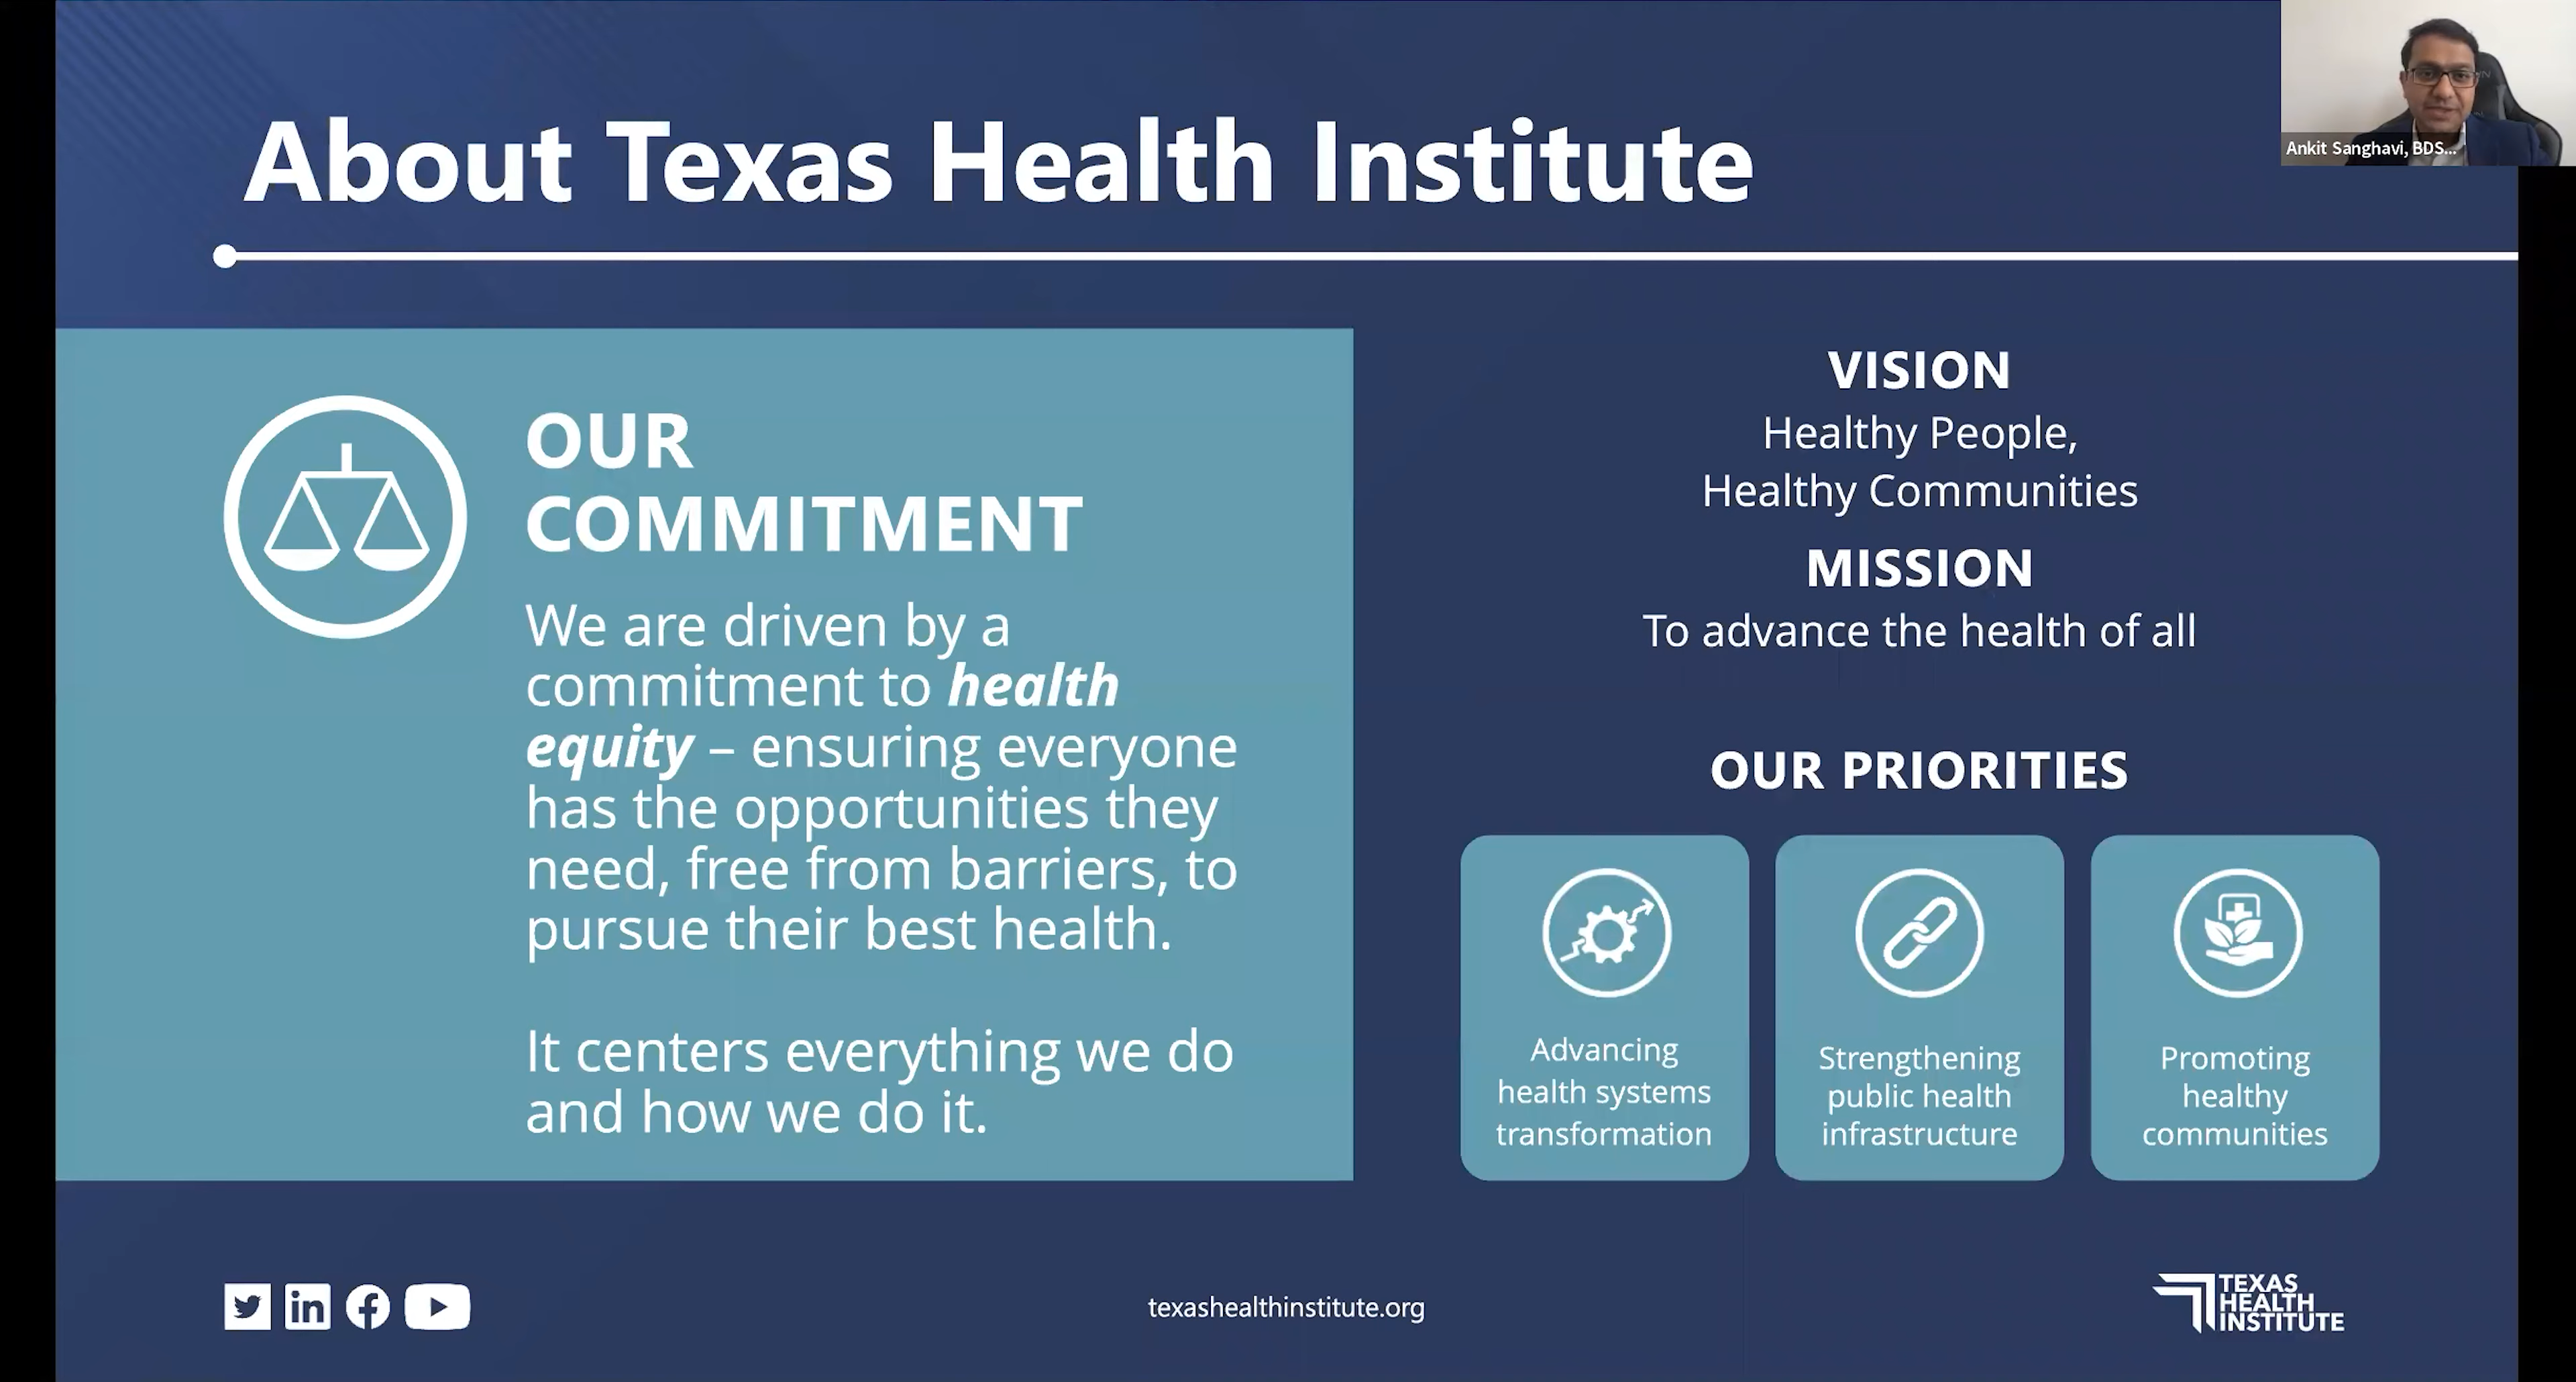 About Texas Health Institute
Ankit Sanghavi, BDS...
OUR
COMMITMENT
We are driven by a
commitment to health
equity – ensuring everyone
has the opportunities they
need, free from barriers, to
pursue their best health.
It centers everything we do
and how we do it.
VISION
Healthy People,
Healthy Communities
MISSION
To advance the health of all
OUR PRIORITIES
Advancing
health systems
transformation
Strengthening
public health
infrastructure
Promoting
healthy
communities
in
texashealthinstitute.org
TEXAS
HEALTH
INSTITUTE